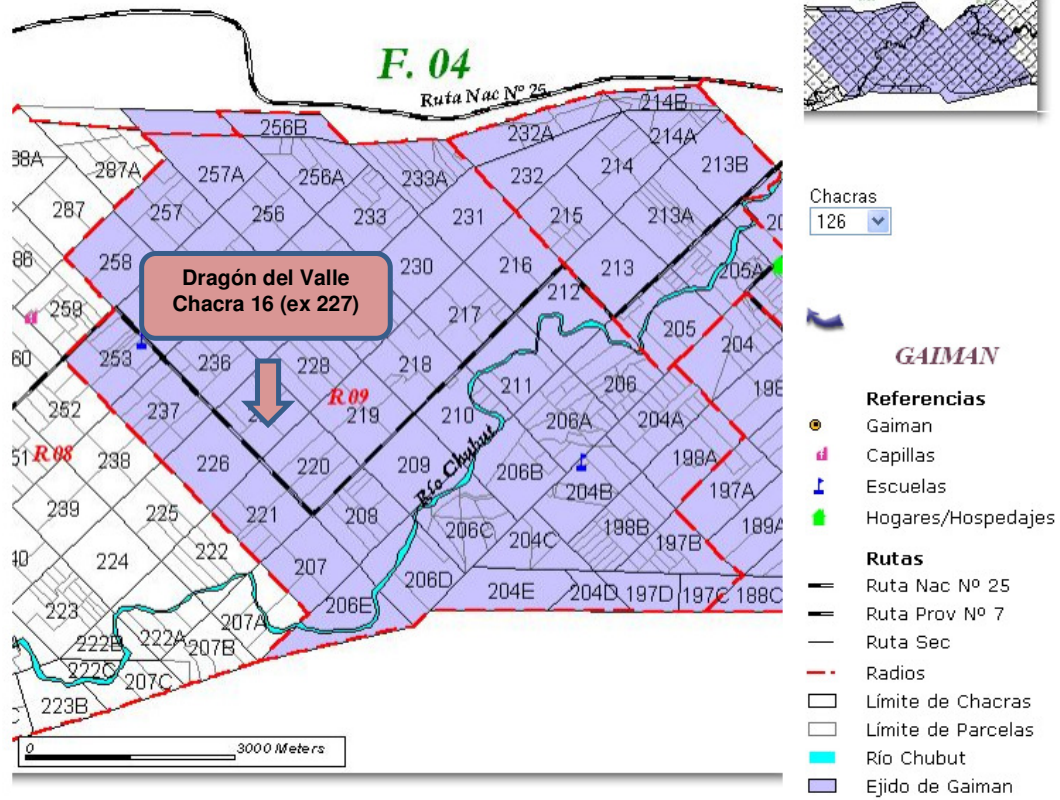 F. 04
Ruta Nac Nº 25
214B
256B
232A
214A
287A
257A
256A
233A
232
214
213B
287
257
256
233
231
215
213A
258
230
216
213
205A
Dragón del Valle
Chacra 16 (ex 227)
259
212
217
205
253
236
228
218
204
R 09
211
206
252
237
219
210
206A
204A
R 08
238
226
220
209
206B
198A
Río Chubut
204B
197A
239
225
221
208
206C
204C
198B
197B
224
222
207
206D
223
206E
204E
204D
197D
197C
188C
222B
222A
207A
207B
222C
207C
223B
0 3000 Meters
Chacras
126
GAIMAN
Referencias
Gaiman
Capillas
Escuelas
Hogares/Hospedajes
Rutas
Ruta Nac Nº 25
Ruta Prov Nº 7
Ruta Sec
Radios
Límite de Chacras
Límite de Parcelas
Río Chubut
Ejido de Gaiman